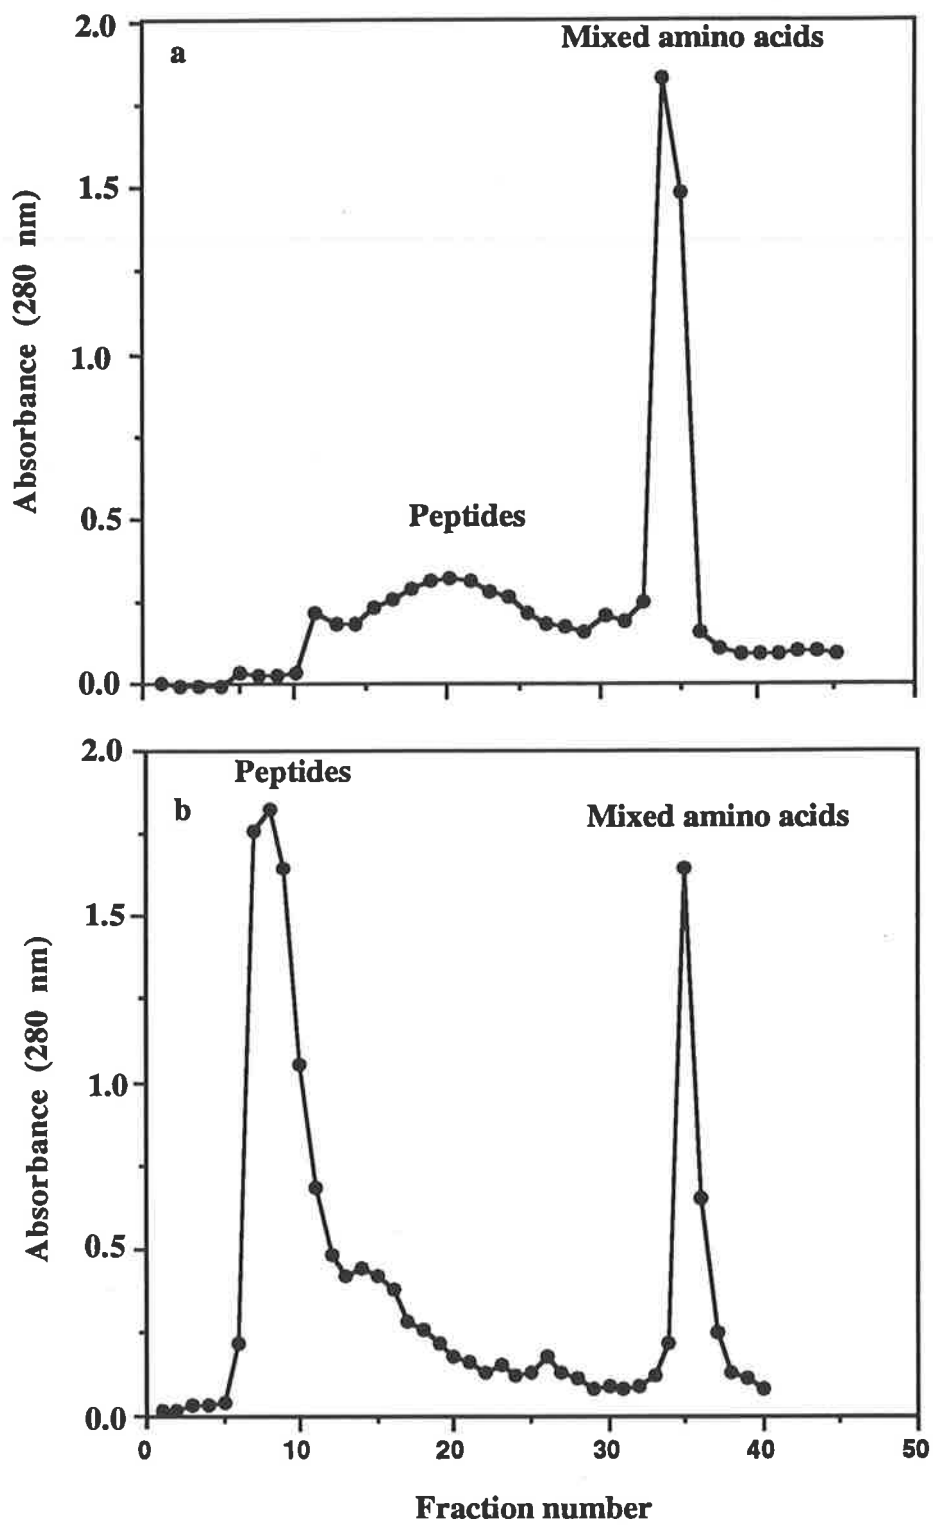 2.0
a
Mixed amino acids
1.5
1.0
Absorbance (280 nm)
Peptides
0.5
0.0
2.0
Peptides
b
Mixed amino acids
1.5
1.0
Absorbance (280 nm)
0.5
0.0
0 10 20 30 40 50
Fraction number